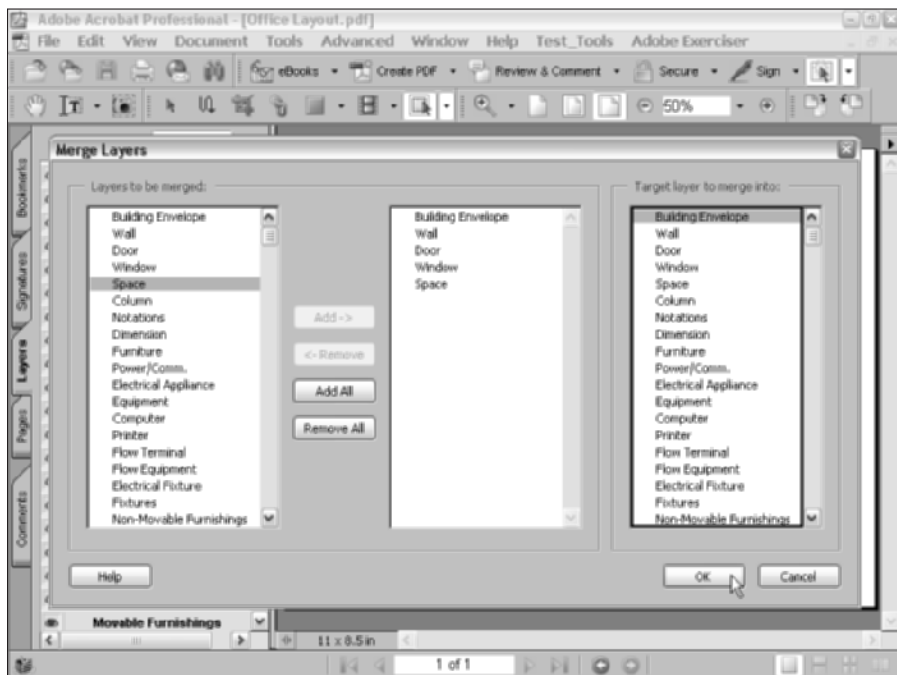 Adobe Acrobat Professional - [Office Layout.pdf]
File Edit View Document Tools Advanced Window Help Test_Tools Adobe Exerciser
eBooks Create PDF Review & Comment Secure Sign
50%
Merge Layers
Bookmarks
Signatures
Layers
Pages
Comments
Layers to be merged:
Building Envelope
Wall
Door
Window
Space
Column
Notations
Dimension
Furniture
Power/Comm.
Electrical Appliance
Equipment
Computer
Printer
Flow Terminal
Flow Equipment
Electrical Fixture
Fixtures
Non-Movable Furnishings
Add ->
<- Remove
Add All
Remove All
Building Envelope
Wall
Door
Window
Space
Target layer to merge into:
Building Envelope
Wall
Door
Window
Space
Column
Notations
Dimension
Furniture
Power/Comm.
Electrical Appliance
Equipment
Computer
Printer
Flow Terminal
Flow Equipment
Electrical Fixture
Fixtures
Non-Movable Furnishings
Help
OK
Cancel
Movable Furnishings
11 x 8.5 in
1 of 1